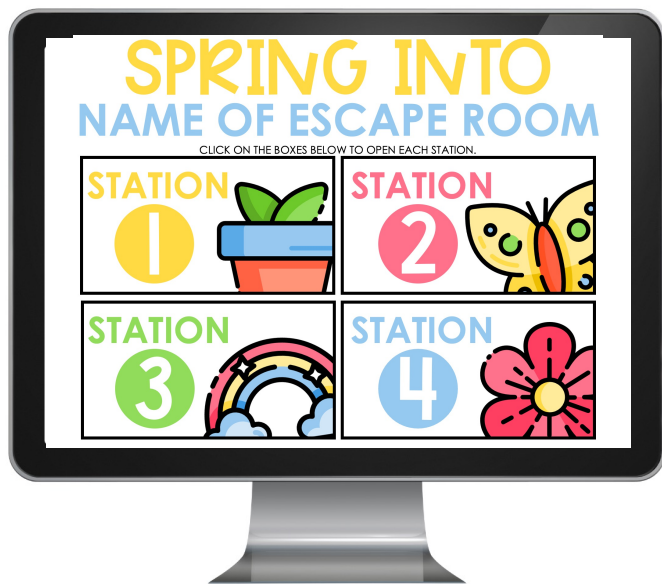 SPRING INTO
NAME OF ESCAPE ROOM
CLICK ON THE BOXES BELOW TO OPEN EACH STATION.
STATION
1
STATION
2
STATION
3
STATION
4